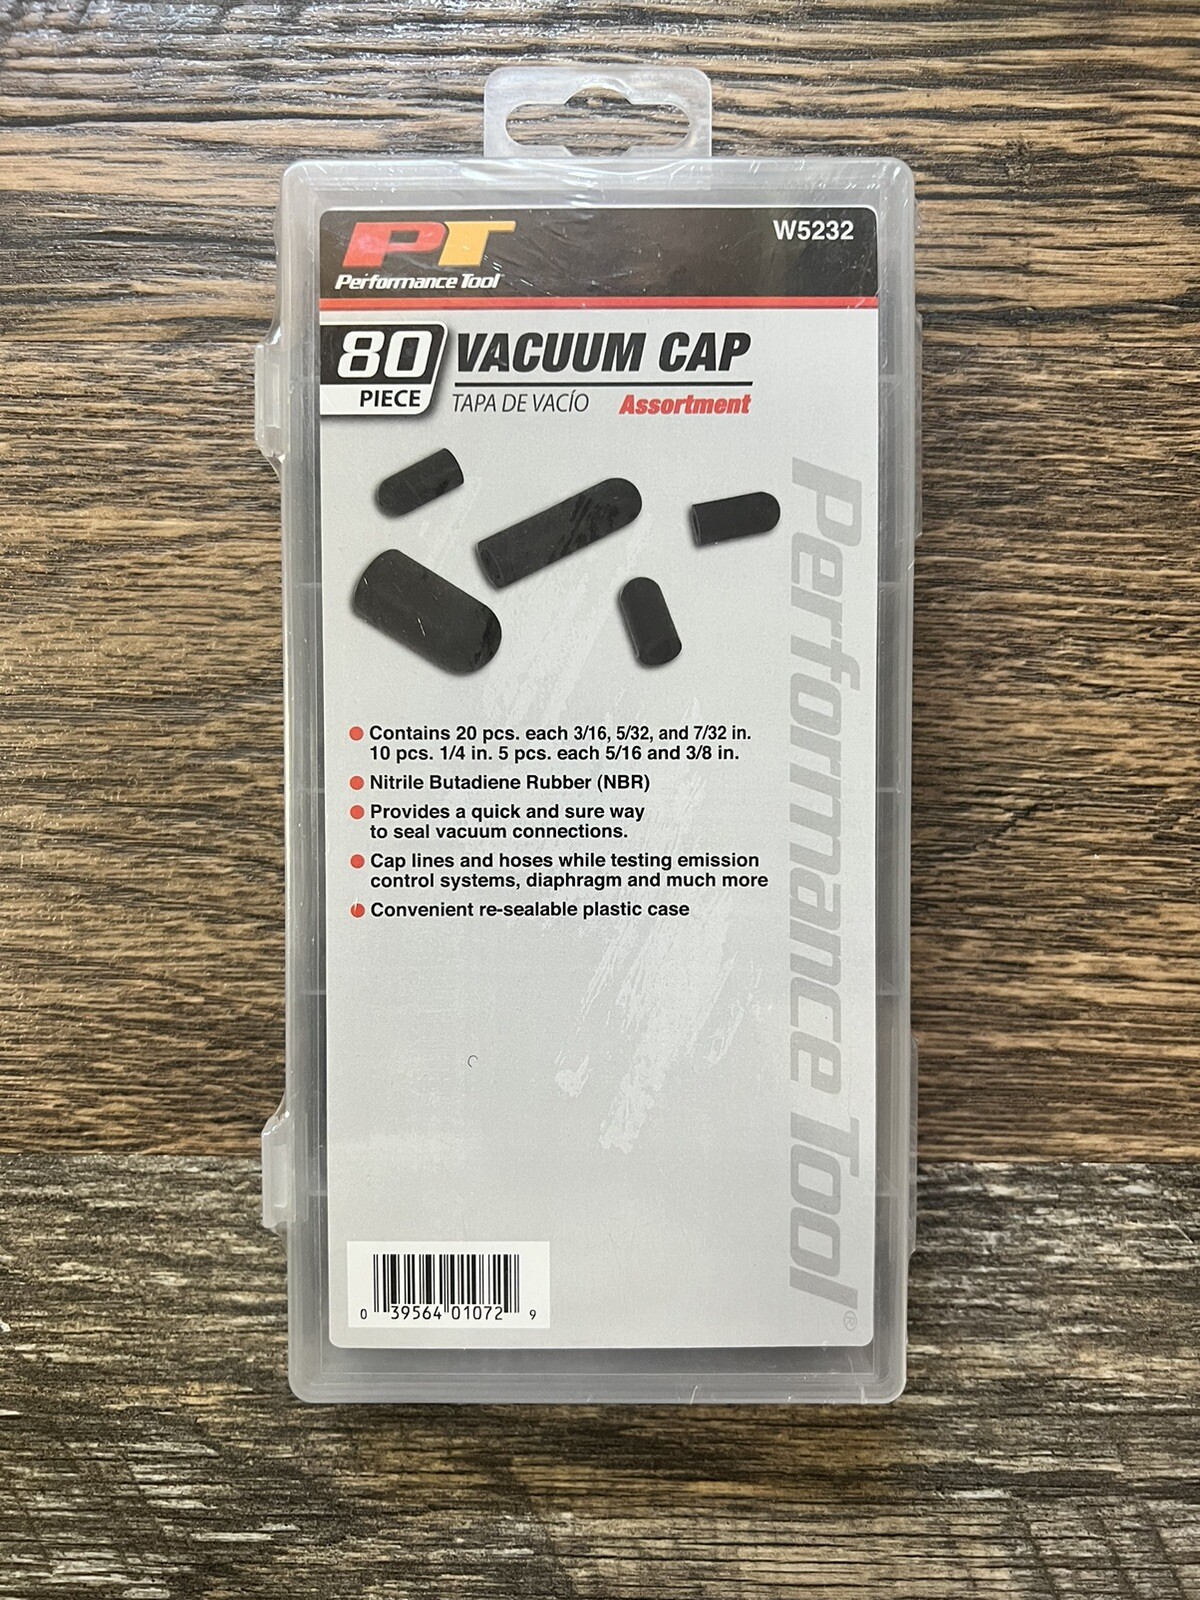 PT
Performance Tool
W5232
80
PIECE
VACUUM CAP
TAPA DE VACÍO
Assortment
Contains 20 pcs. each 3/16, 5/32, and 7/32 in.
10 pcs. 1/4 in. 5 pcs. each 5/16 and 3/8 in.
Nitrile Butadiene Rubber (NBR)
Provides a quick and sure way
to seal vacuum connections.
Cap lines and hoses while testing emission
control systems, diaphragm and much more
Convenient re-sealable plastic case
Performance Tool®
0 39564 01072 9